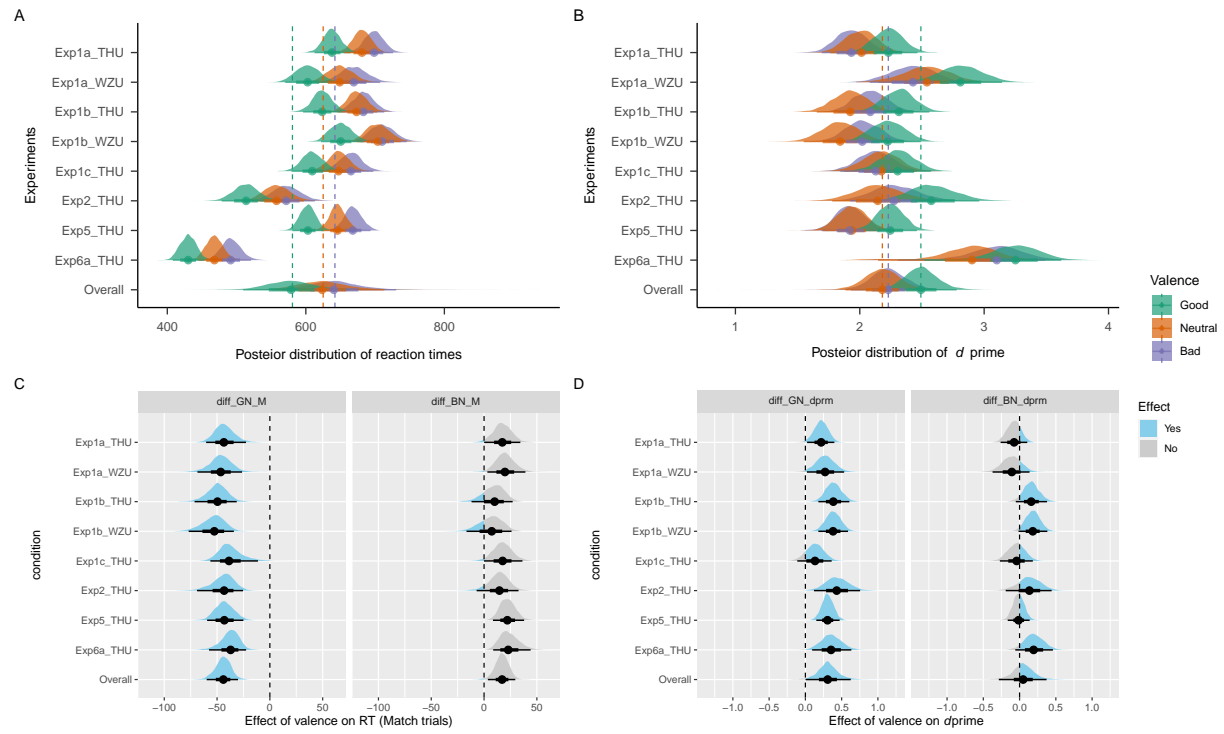 A
Experiments
Exp1a_THU
Exp1a_WZU
Exp1b_THU
Exp1b_WZU
Exp1c_THU
Exp2_THU
Exp5_THU
Exp6a_THU
Overall
400 600 800
Posteior distribution of reaction times
B
Experiments
Exp1a_THU
Exp1a_WZU
Exp1b_THU
Exp1b_WZU
Exp1c_THU
Exp2_THU
Exp5_THU
Exp6a_THU
Overall
1 2 3 4
Posterior distribution of d prime
Valence
Good
Neutral
Bad
C
diff_GN_M diff_BN_M
condition
Exp1a_THU
Exp1a_WZU
Exp1b_THU
Exp1b_WZU
Exp1c_THU
Exp2_THU
Exp5_THU
Exp6a_THU
Overall
-100 -50 0 50 -100 -50 0 50
Effect of valence on RT (Match trials)
D
diff_GN_dprm diff_BN_dprm
condition
Exp1a_THU
Exp1a_WZU
Exp1b_THU
Exp1b_WZU
Exp1c_THU
Exp2_THU
Exp5_THU
Exp6a_THU
Overall
-1.0 -0.5 0.0 0.5 1.0 -1.0 -0.5 0.0 0.5 1.0
Effect of valence on dprime
Effect
Yes
No